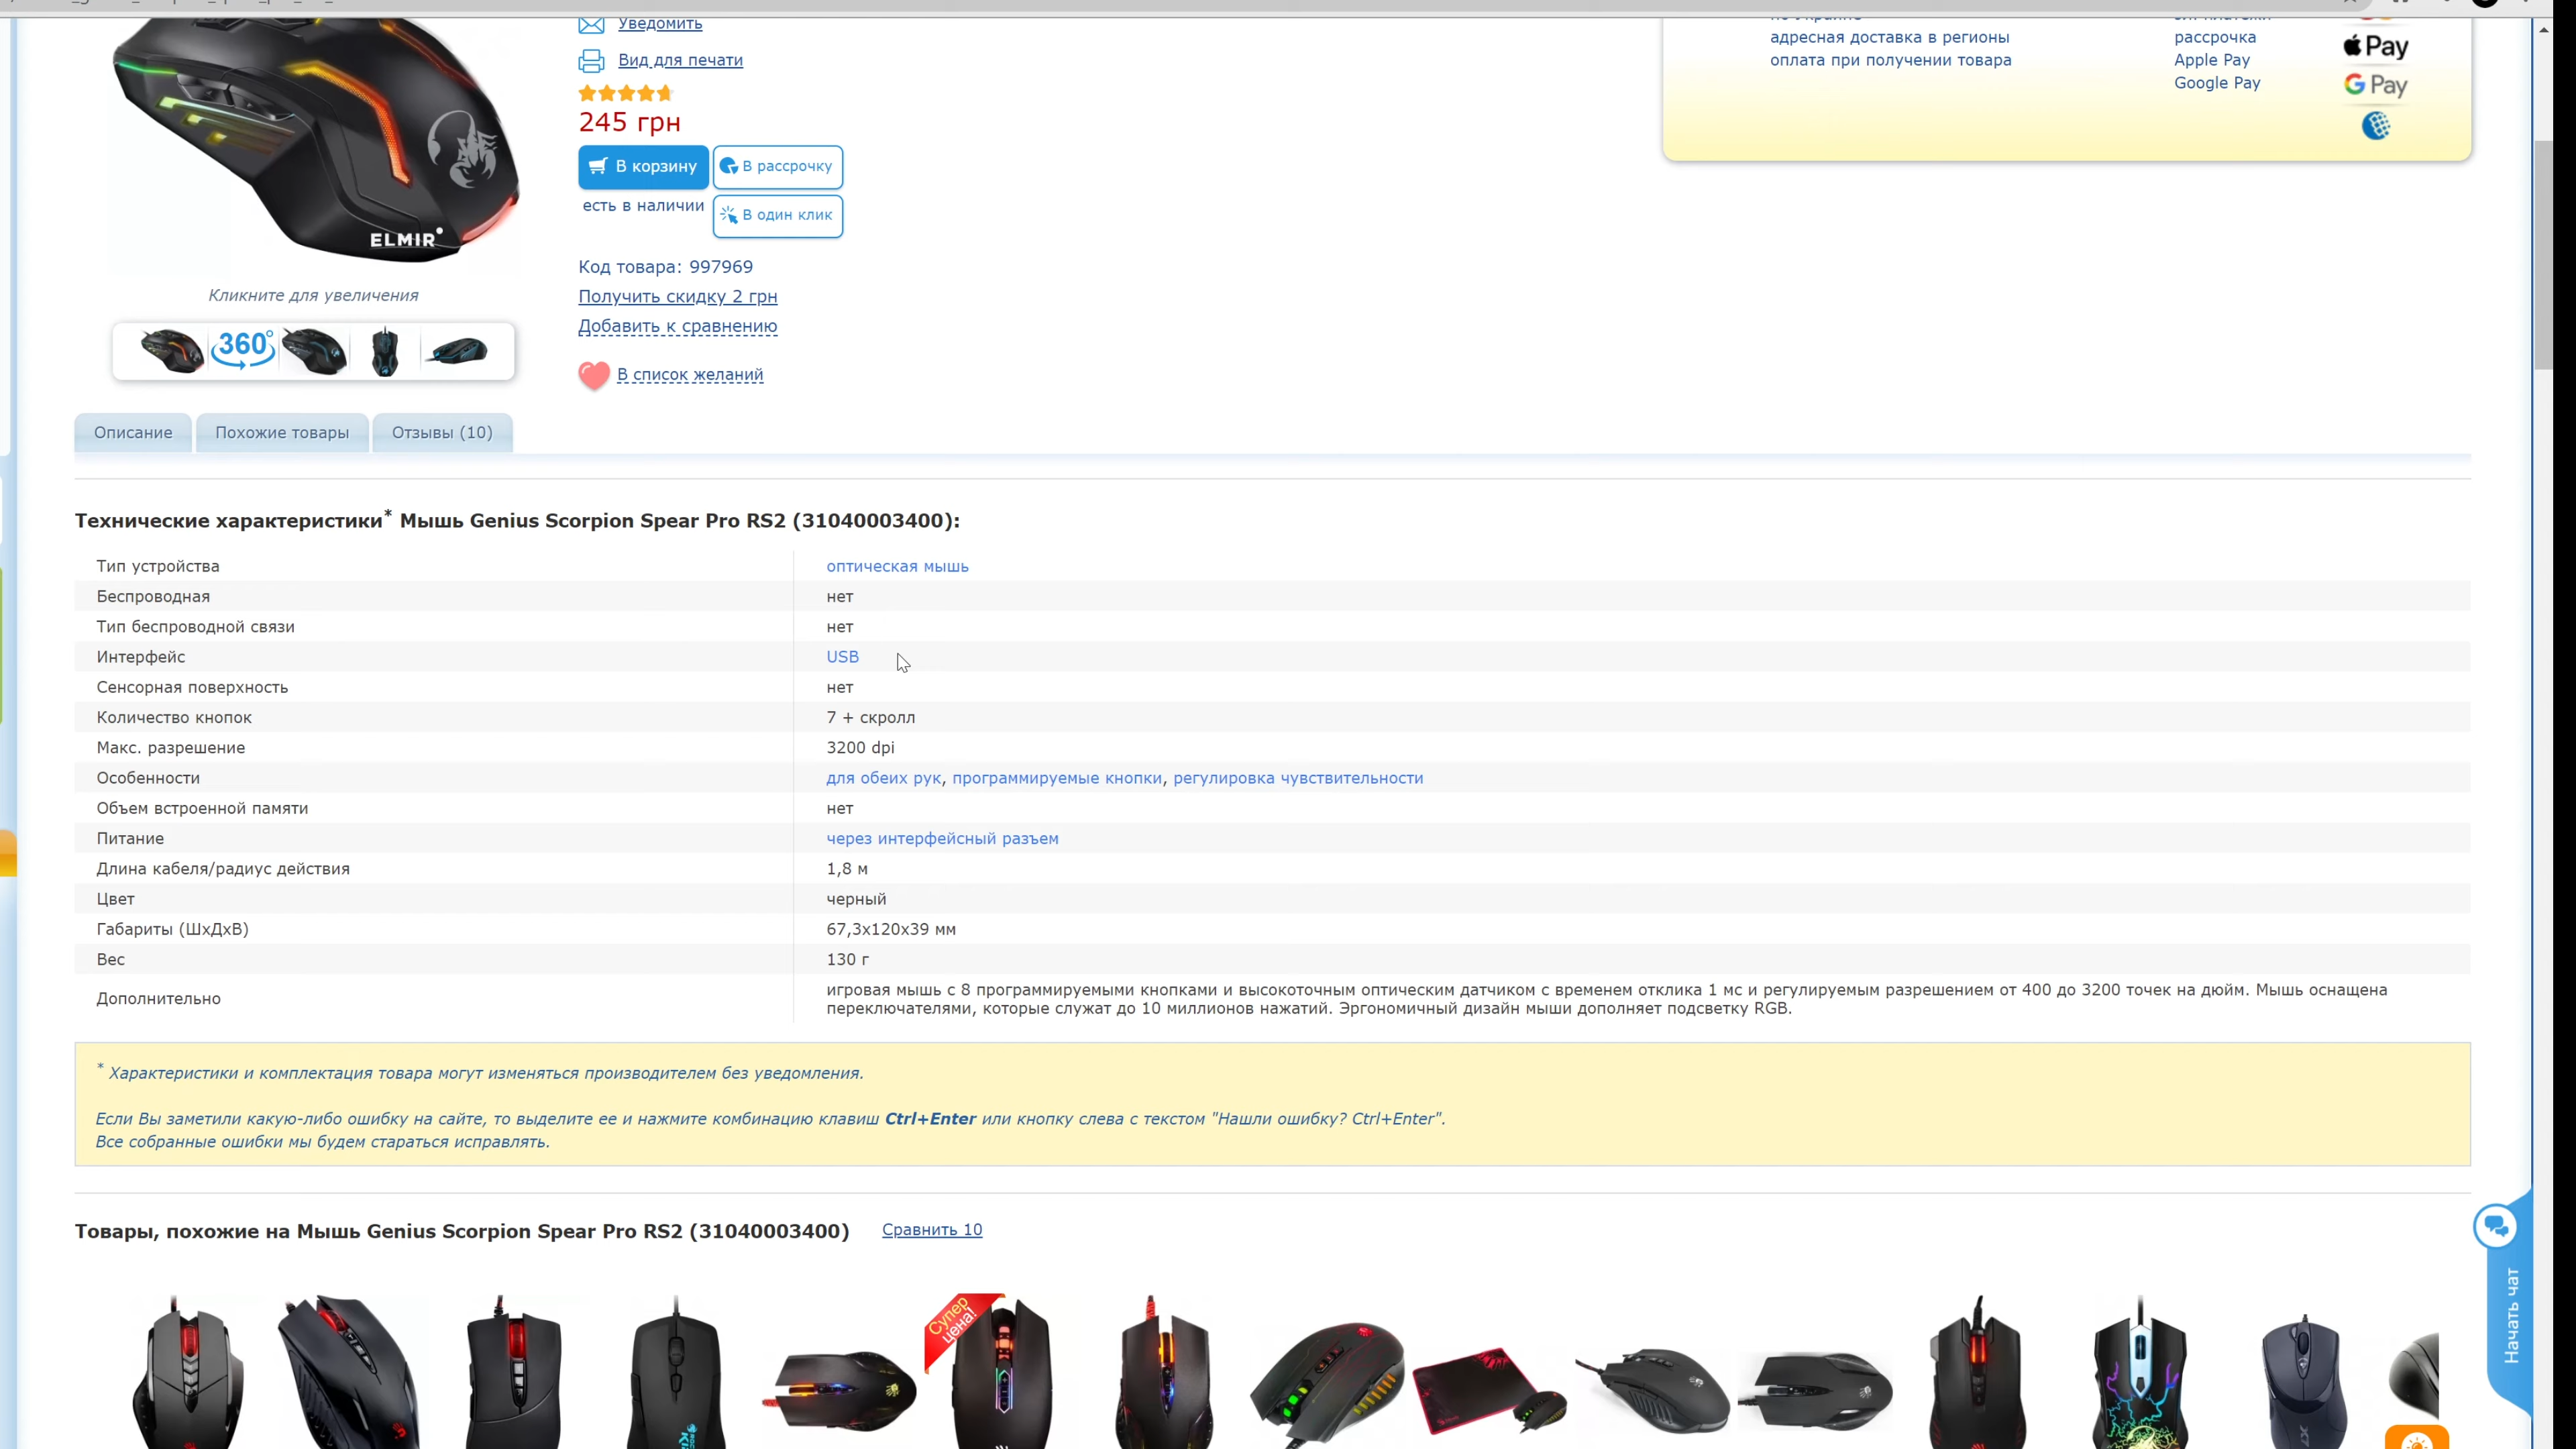 Уведомить
Вид для печати
245 грн
В корзину
В рассрочку
есть в наличии
В один клик
Код товара: 997969
Получить скидку 2 грн
Добавить к сравнению
В список желаний
ELMIR
Кликните для увеличения
360°
по Украине
адресная доставка в регионы
оплата при получении товара
рассрочка
Apple Pay
Google Pay
Pay
G Pay
Описание
Похожие товары
Отзывы (10)
Технические характеристики* Мышь Genius Scorpion Spear Pro RS2 (31040003400):
Тип устройства оптическая мышь
Беспроводная нет
Тип беспроводной связи нет
Интерфейс USB
Сенсорная поверхность нет
Количество кнопок 7 + скролл
Макс. разрешение 3200 dpi
Особенности для обеих рук, программируемые кнопки, регулировка чувствительности
Объем встроенной памяти нет
Питание через интерфейсный разъем
Длина кабеля/радиус действия 1,8 м
Цвет черный
Габариты (ШхДхВ) 67,3x120x39 мм
Вес 130 г
Дополнительно игровая мышь с 8 программируемыми кнопками и высокоточным оптическим датчиком с временем отклика 1 мс и регулируемым разрешением от 400 до 3200 точек на дюйм. Мышь оснащена
переключателями, которые служат до 10 миллионов нажатий. Эргономичный дизайн мыши дополняет подсветку RGB.
* Характеристики и комплектация товара могут изменяться производителем без уведомления.
Если Вы заметили какую-либо ошибку на сайте, то выделите ее и нажмите комбинацию клавиш Ctrl+Enter или кнопку слева с текстом "Нашли ошибку? Ctrl+Enter".
Все собранные ошибки мы будем стараться исправлять.
Товары, похожие на Мышь Genius Scorpion Spear Pro RS2 (31040003400)
Сравнить 10
Супер
цена!
Начать чат